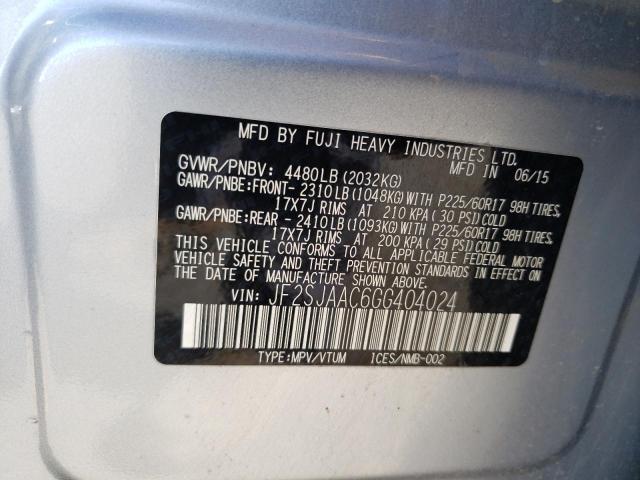 MFD BY FUJI HEAVY INDUSTRIES LTD.
MFD IN 06/15
GVWR/PNBV: 4480LB (2032KG)
GAWR/PNBE:FRONT- 2310LB (1048KG) WITH P225/60R17 98H TIRES,
17X7J RIMS AT 210 KPA (30 PSI) COLD
GAWR/PNBE:REAR - 2410LB (1093KG) WITH P225/60R17 98H TIRES,
17X7J RIMS AT 200 KPA (29 PSI) COLD
THIS VEHICLE CONFORMS TO ALL APPLICABLE FEDERAL MOTOR
VEHICLE SAFETY AND THEFT PREVENTION STANDARDS IN EFFECT ON
THE DATE OF MANUFACTURE SHOWN ABOVE.
VIN: JF2SJAAC6GG404024
TYPE:MPV/VTUM ICES/NMB-002